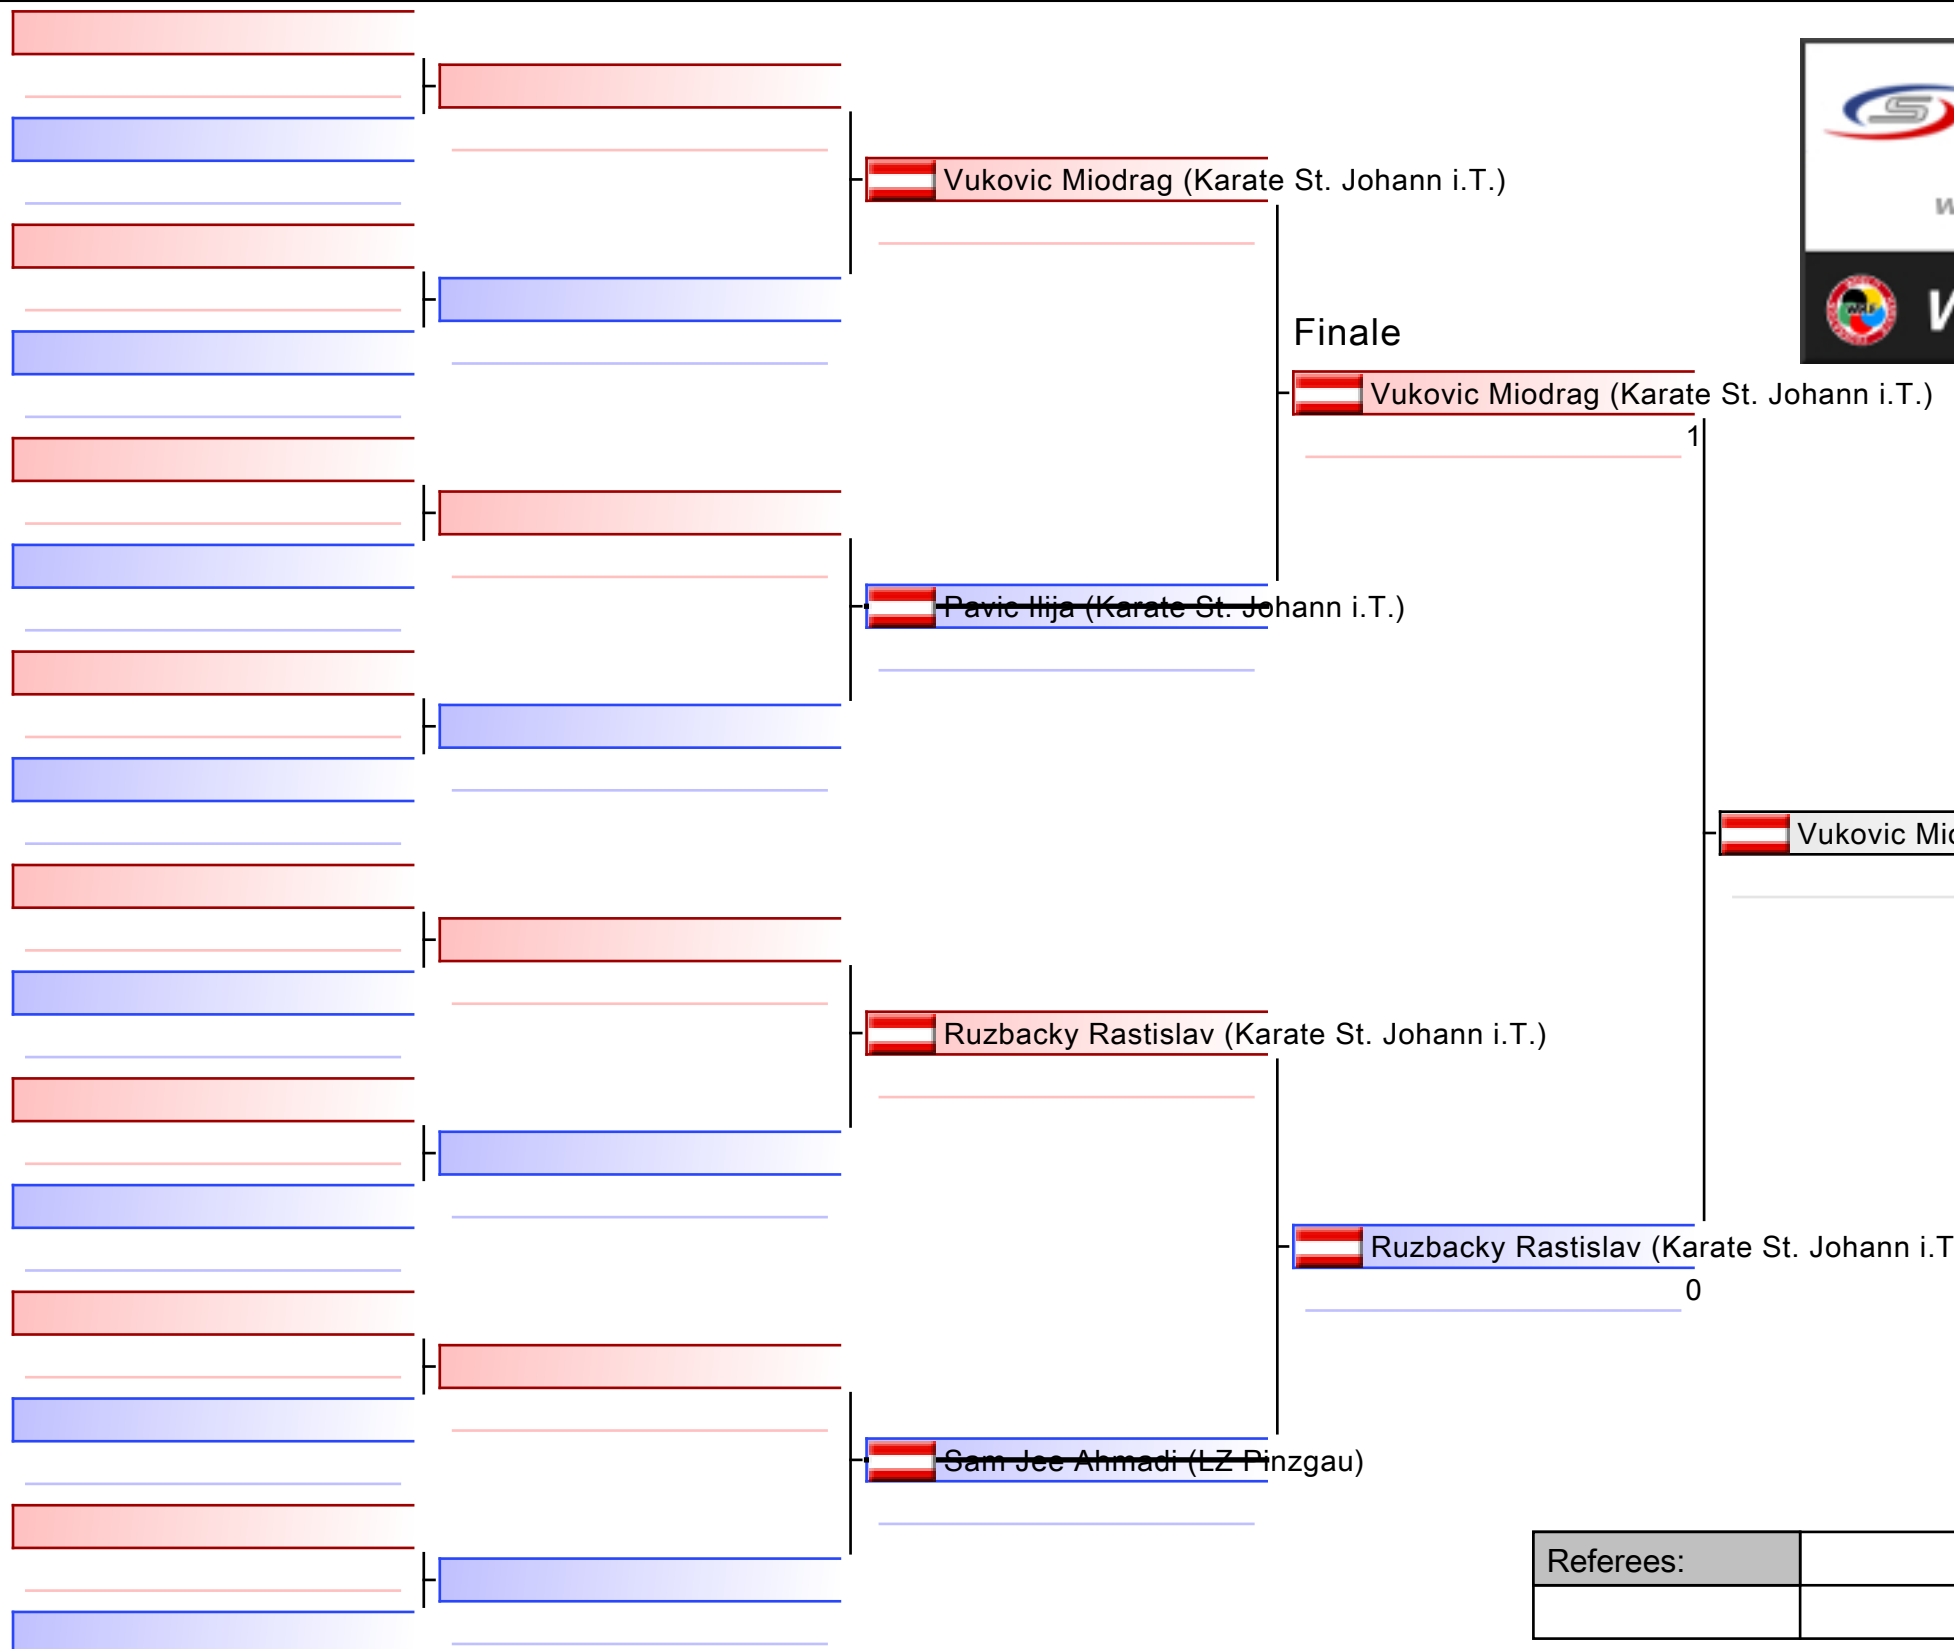 Vukovic Miodrag (Karate St. Johann i.T.)
Finale
Vukovic Miodrag (Karate St. Johann i.T.)
1
Pavic Ilija (Karate St. Johann i.T.)
Vukovic
Ruzbacky Rastislav (Karate St. Johann i.T.)
Ruzbacky Rastislav (Karate St. Johann i.T
0
Sam Jee Ahmadi (LZ Pinzgau)
Referees: